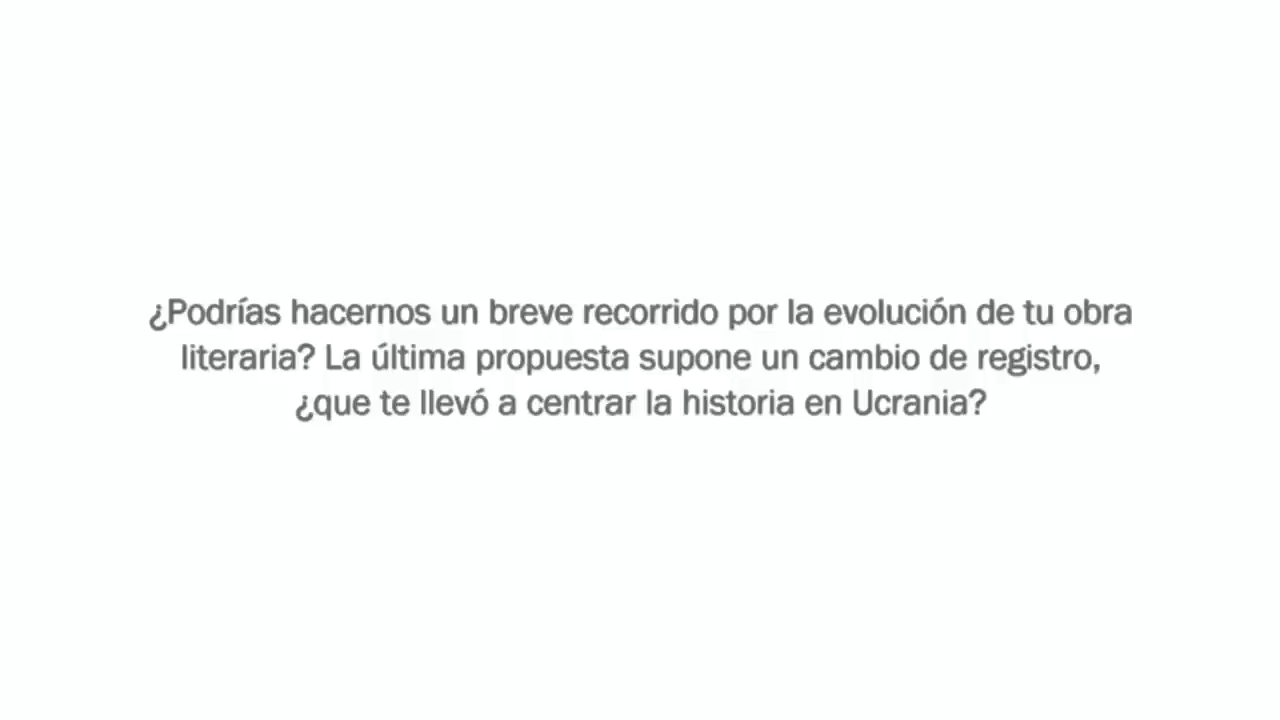 ¿Podrías hacernos un breve recorrido por la evolución de tu obra
literaria? La última propuesta supone un cambio de registro,
¿que te llevó a centrar la historia en Ucrania?